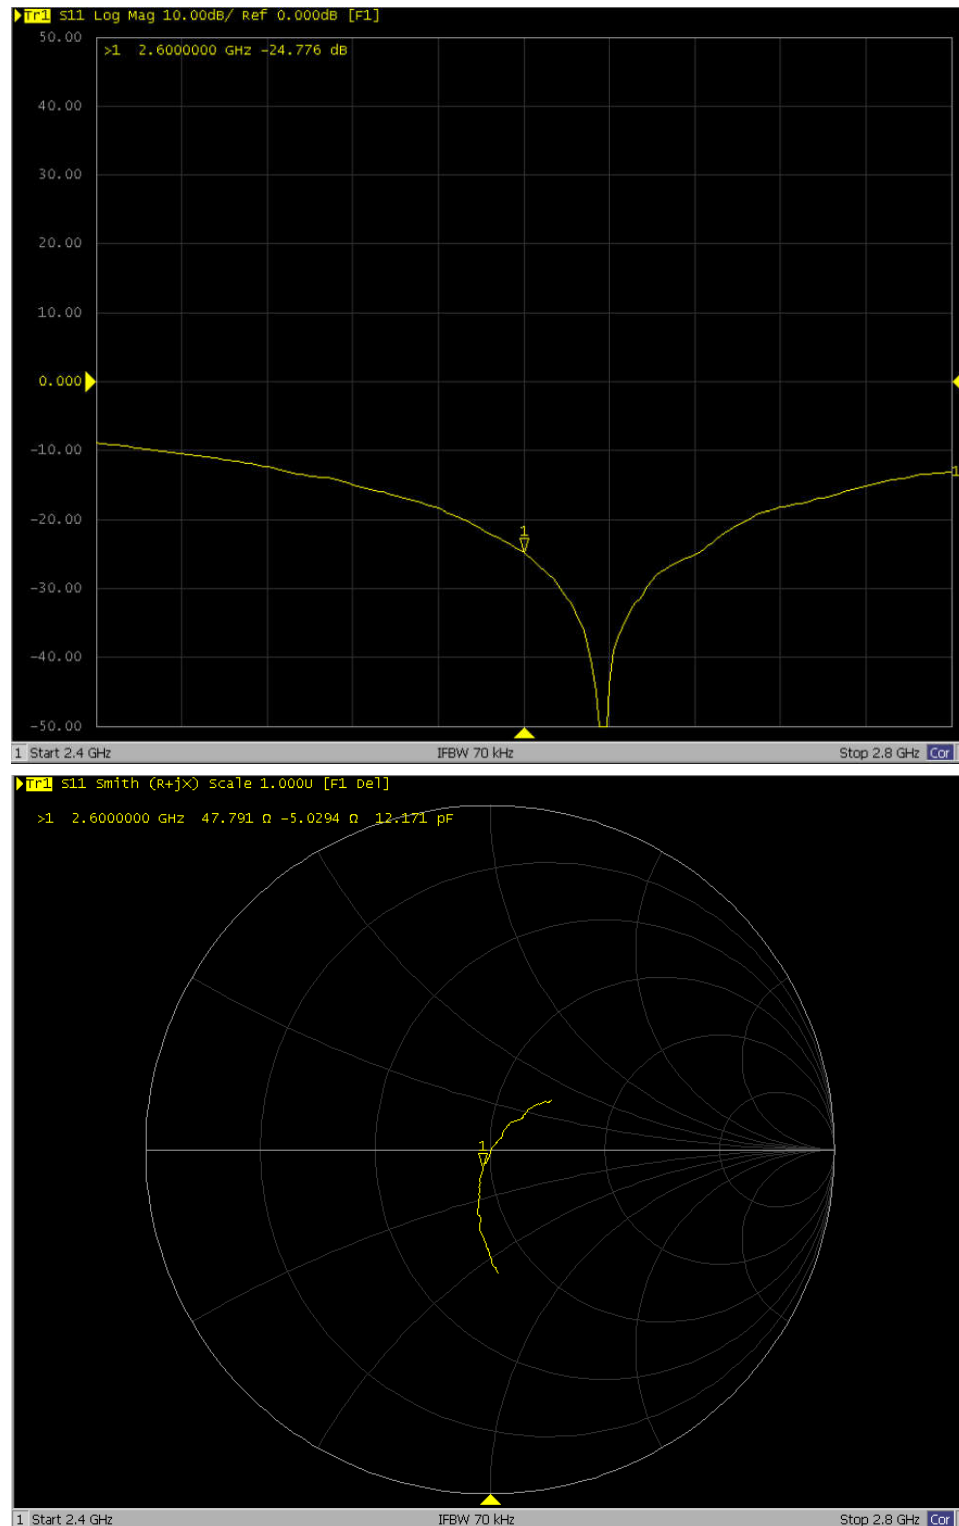 Tr1 S11 Log Mag 10.00dB/ Ref 0.000dB [F1]
50.00
>1 2.6000000 GHz -24.776 dB
40.00
30.00
20.00
10.00
0.000
-10.00
1
-20.00
1
-30.00
-40.00
-50.00
1 Start 2.4 GHz IFBW 70 kHz Stop 2.8 GHz Cor
Tr1 S11 Smith (R+jX) Scale 1.000U [F1 Del]
>1 2.6000000 GHz 47.791 Ω -5.0294 Ω 12.171 pF
1
1 Start 2.4 GHz IFBW 70 kHz Stop 2.8 GHz Cor